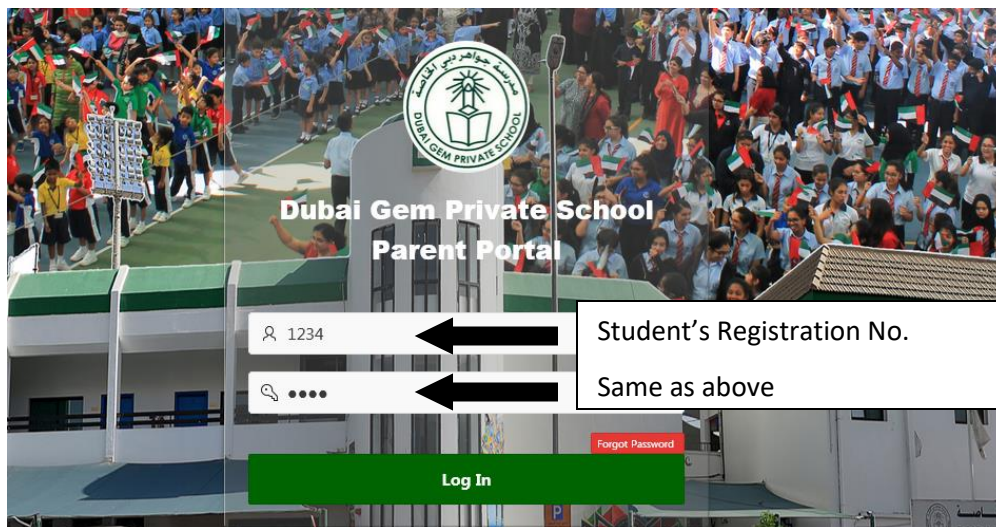 مدرسة جواهر دبي الخاصة
DUBAI GEM PRIVATE SCHOOL
Dubai Gem Private School
Parent Portal
1234
Student’s Registration No.
Same as above
Forgot Password
Log In
P